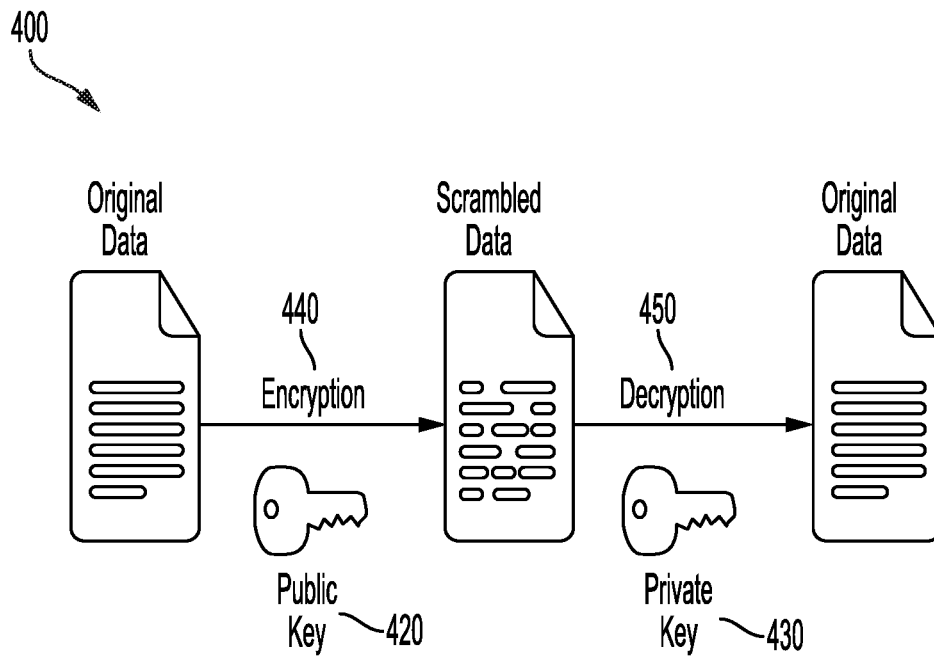 400
Original
Data
Scrambled
Data
Original
Data
440
450
Encryption
Decryption
Public
Key
420
Private
Key
430